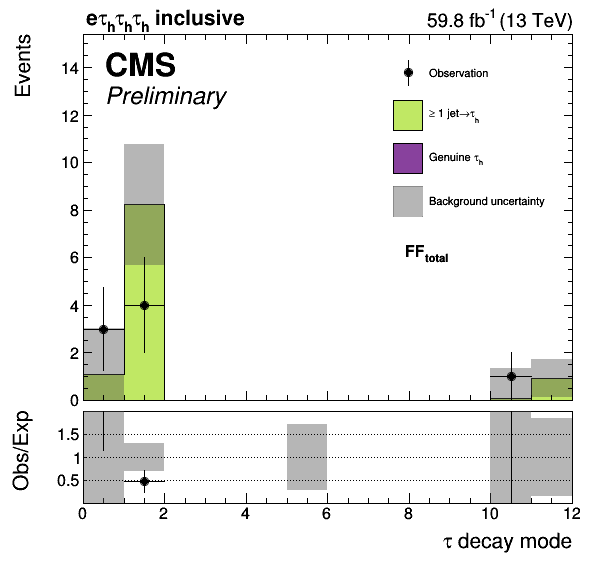 eτhτhτh inclusive
59.8 fb-1 (13 TeV)
Events
CMS
Preliminary
Observation
≥ 1 jet→τh
Genuine τh
Background uncertainty
FFtotal
14
12
10
8
6
4
2
0
Obs/Exp
1.5
1
0.5
0 2 4 6 8 10 12
τ decay mode